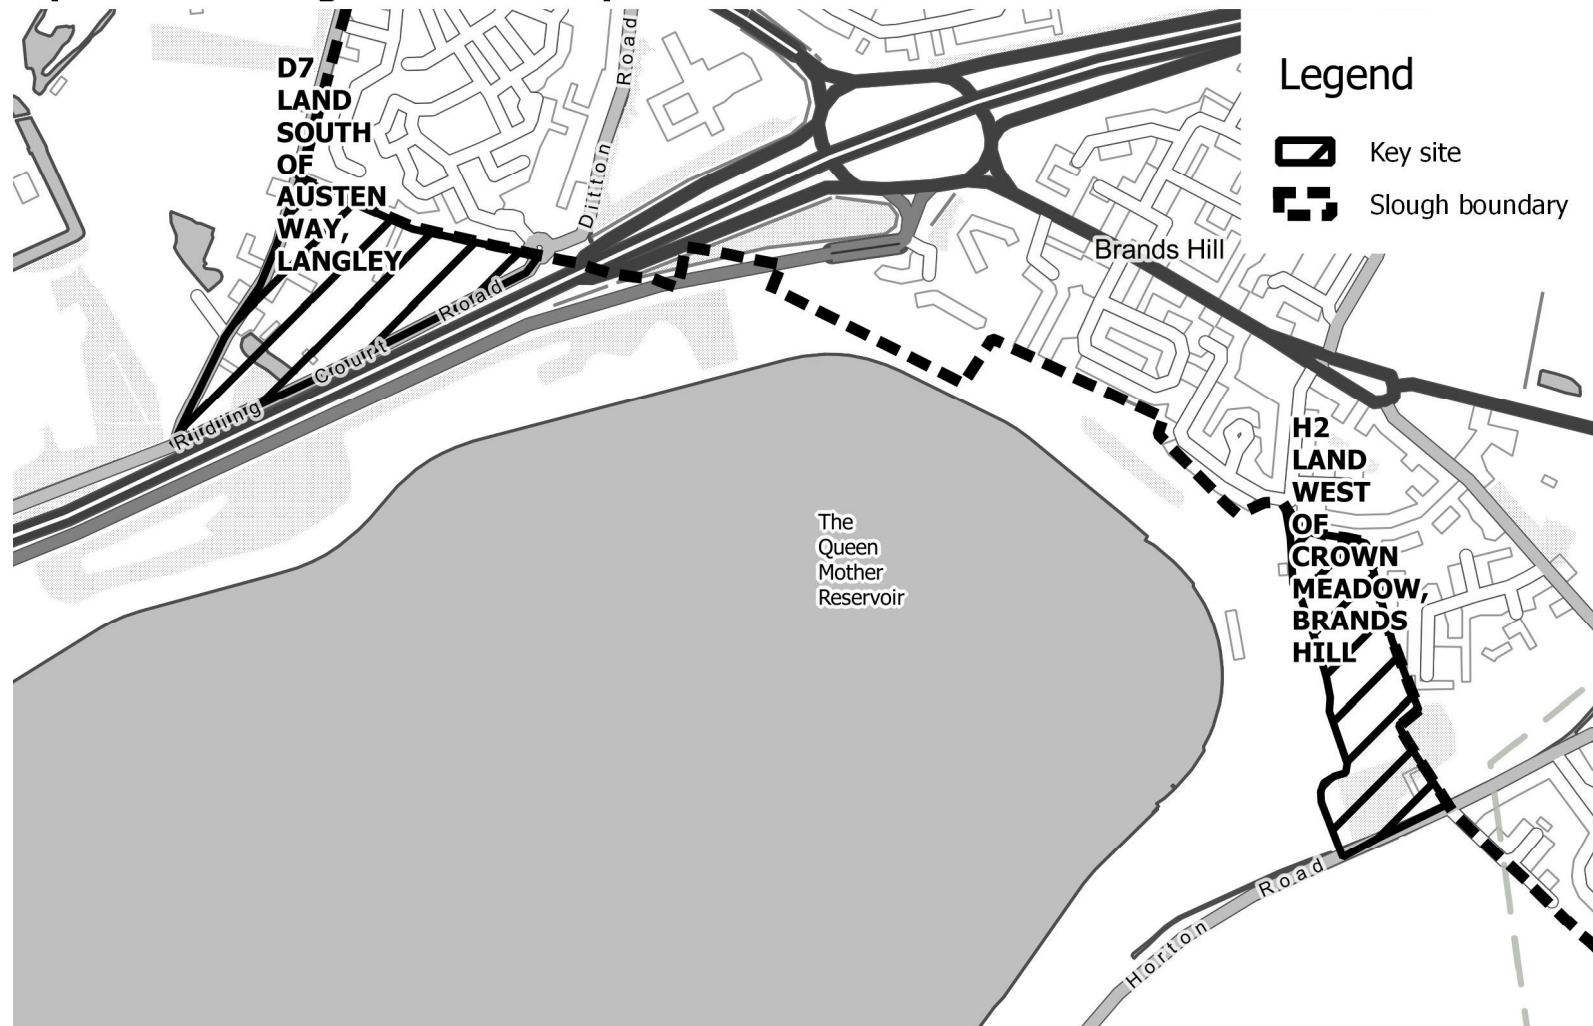 D7
LAND
SOUTH
OF
AUSTEN
WAY,
LANGLEY
Ditton Road
Riding Court Road
Brands Hill
Legend
Key site
Slough boundary
The
Queen
Mother
Reservoir
H2
LAND
WEST
OF
CROWN
MEADOW,
BRANDS
HILL
Horton Road